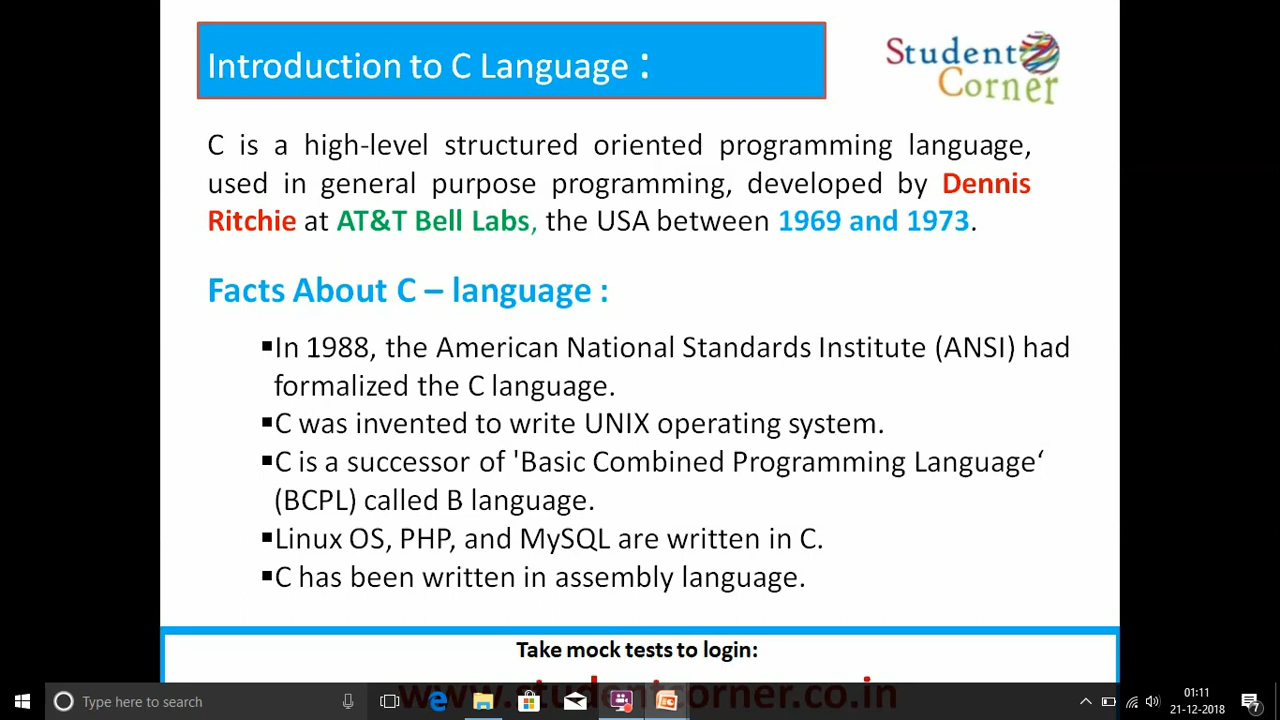 Introduction to C Language :
Student
Corner
C is a high-level structured oriented programming language,
used in general purpose programming, developed by Dennis
Ritchie at AT&T Bell Labs, the USA between 1969 and 1973.
Facts About C – language :
▪In 1988, the American National Standards Institute (ANSI) had
formalized the C language.
▪C was invented to write UNIX operating system.
▪C is a successor of 'Basic Combined Programming Language‘
(BCPL) called B language.
▪Linux OS, PHP, and MySQL are written in C.
▪C has been written in assembly language.
Take mock tests to login:
www.studentcorner.co.in
Type here to search
01:11
21-12-2018
7